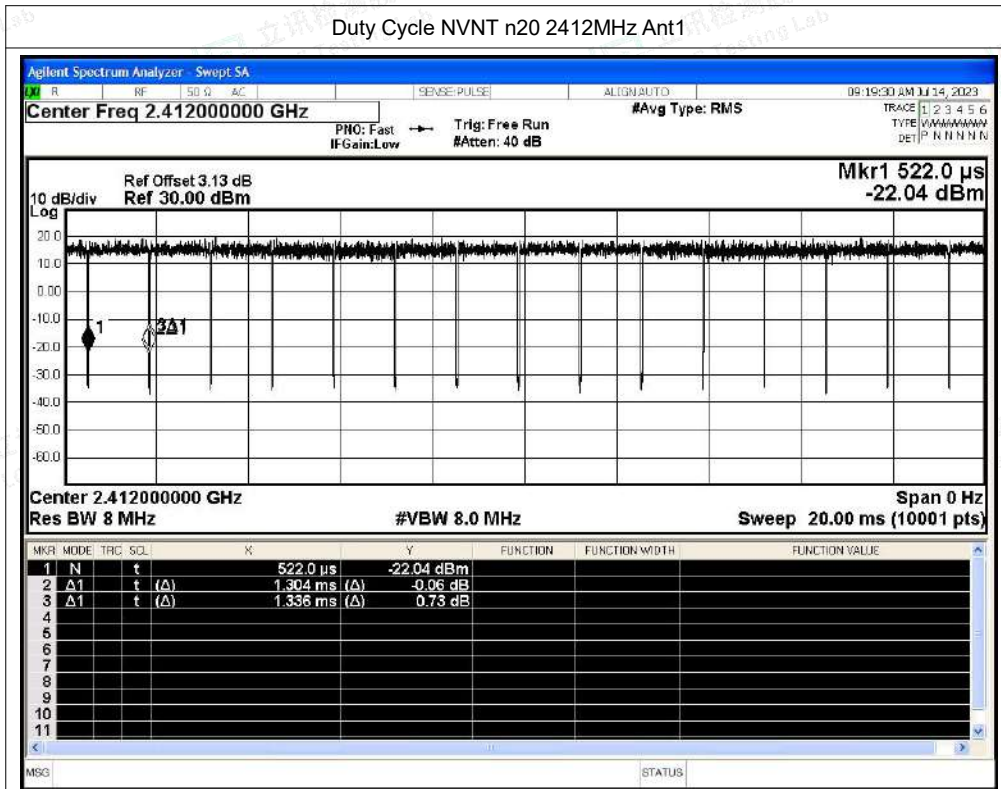 Duty Cycle NVNT n20 2412MHz Ant1
Agilent Spectrum Analyzer - Swept SA
R RF 50 Ω AC SENSE:PULSE ALIGN AUTO 09:19:30 AM Jul 14, 2023
Center Freq 2.412000000 GHz #Avg Type: RMS TRACE 1 2 3 4 5 6
PNO: Fast Trig: Free Run TYPE
IFGain:Low #Atten: 40 dB DET P N N N N N
Mkr1 522.0 µs
Ref Offset 3.13 dB
10 dB/div Ref 30.00 dBm -22.04 dBm
Log
20.0
10.0
0.00
-10.0
1 3Δ1
-20.0
-30.0
-40.0
-50.0
-60.0
Center 2.412000000 GHz Span 0 Hz
Res BW 8 MHz #VBW 8.0 MHz Sweep 20.00 ms (10001 pts)
MKR MODE TRC SCL X Y FUNCTION FUNCTION WIDTH FUNCTION VALUE
1 N t 522.0 µs -22.04 dBm
2 Δ1 t (Δ) 1.304 ms (Δ) -0.06 dB
3 Δ1 t (Δ) 1.336 ms (Δ) 0.73 dB
4
5
6
7
8
9
10
11
MSG STATUS